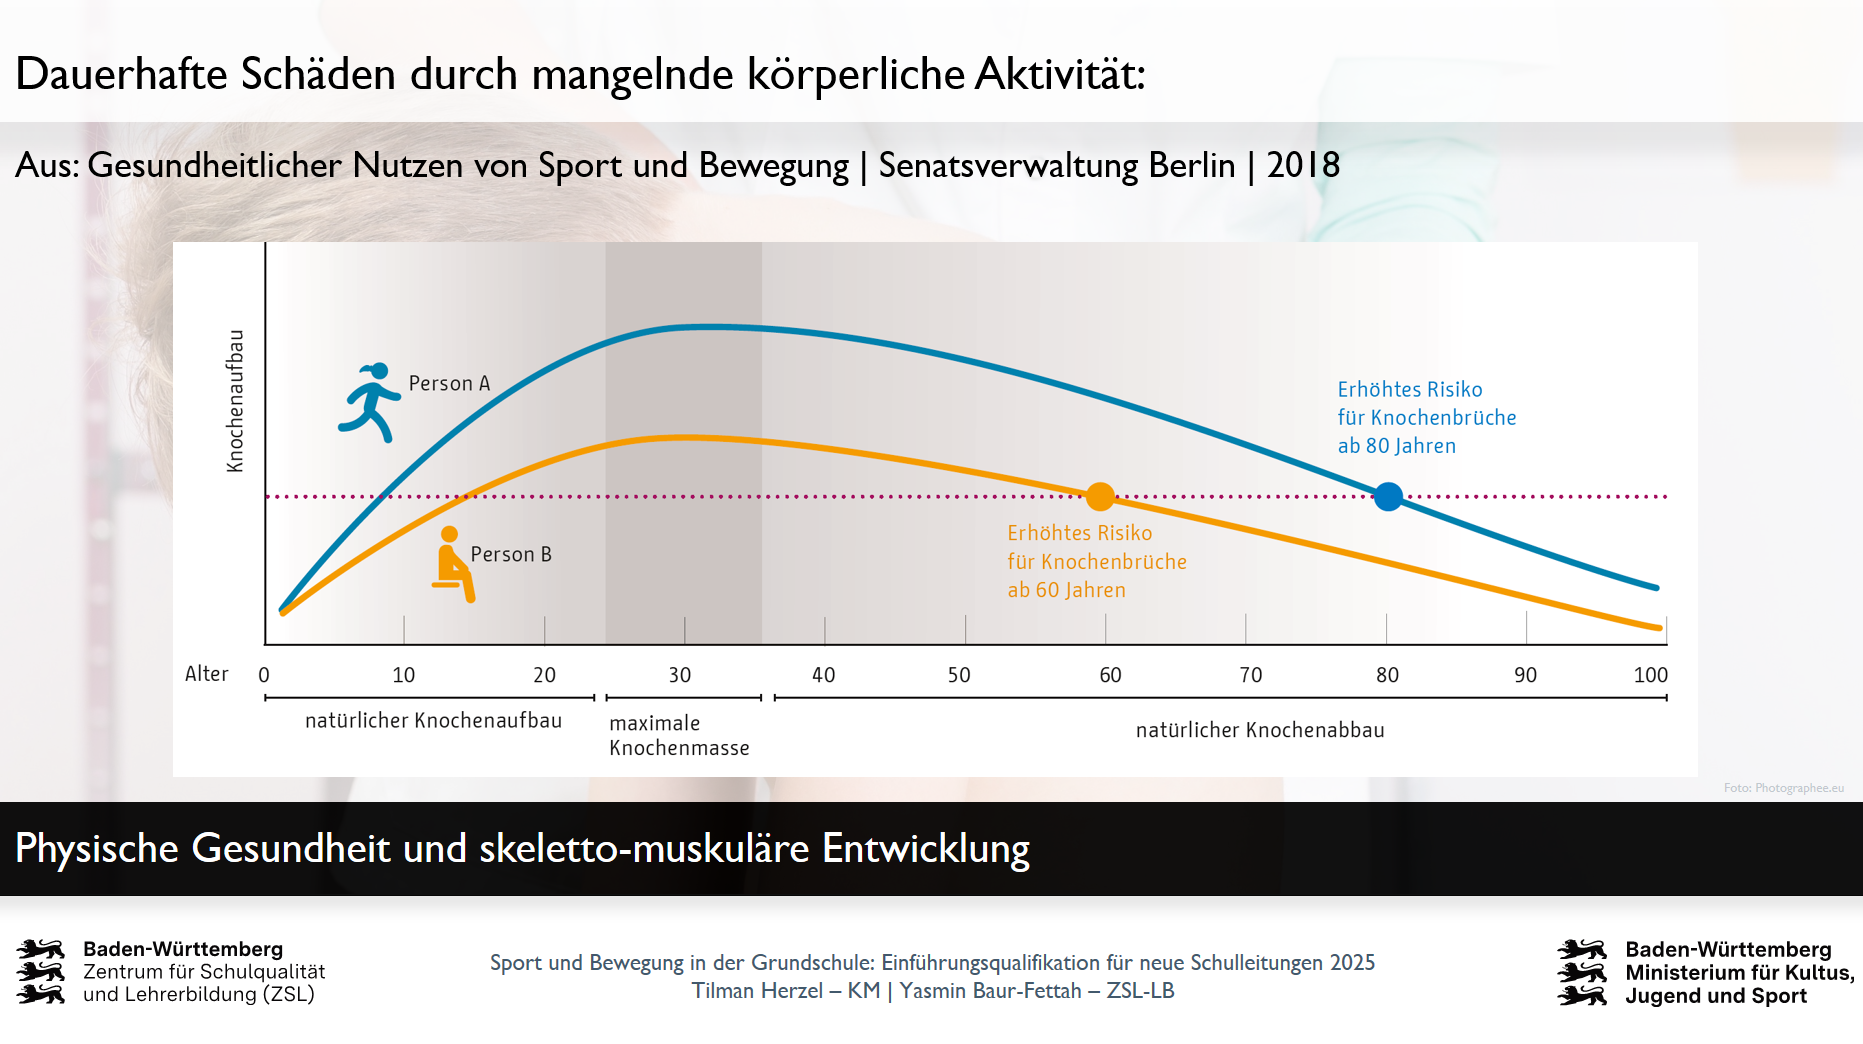 Dauerhafte Schäden durch mangelnde körperliche Aktivität:
Aus: Gesundheitlicher Nutzen von Sport und Bewegung | Senatsverwaltung Berlin | 2018
Knochenaufbau
Person A
Person B
Erhöhtes Risiko
für Knochenbrüche
ab 80 Jahren
Erhöhtes Risiko
für Knochenbrüche
ab 60 Jahren
Alter 0 10 20 30 40 50 60 70 80 90 100
natürlicher Knochenaufbau
maximale
Knochenmasse
natürlicher Knochenabbau
Foto: Photographee.eu
Physische Gesundheit und skeletto-muskuläre Entwicklung
Baden-Württemberg
Zentrum für Schulqualität
und Lehrerbildung (ZSL)
Sport und Bewegung in der Grundschule: Einführungsqualifikation für neue Schulleitungen 2025
Tilman Herzel – KM | Yasmin Baur-Fettah – ZSL-LB
Baden-Württemberg
Ministerium für Kultus,
Jugend und Sport